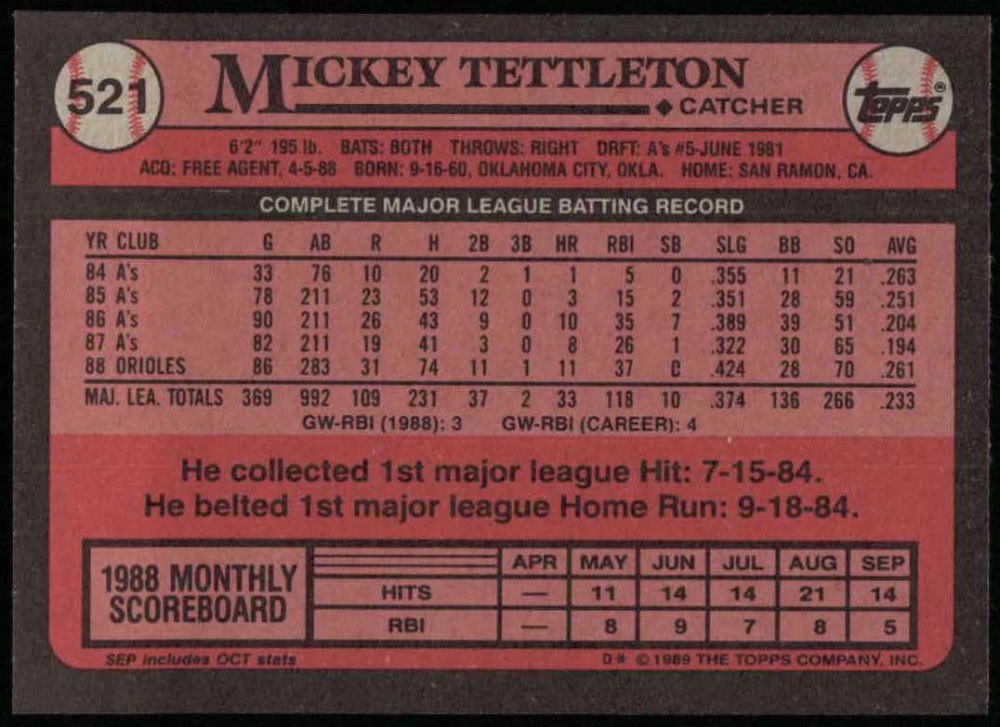 521
MICKEY TETTLETON
CATCHER
Topps®
6'2" 195 lb. BATS: BOTH THROWS: RIGHT DRFT: A's #5-JUNE 1981
ACQ: FREE AGENT, 4-5-88 BORN: 9-16-60, OKLAHOMA CITY, OKLA. HOME: SAN RAMON, CA.
COMPLETE MAJOR LEAGUE BATTING RECORD
YR CLUB G AB R H 2B 3B HR RBI SB SLG BB SO AVG
84 A's 33 76 10 20 2 1 1 5 0 .355 11 21 .263
85 A's 78 211 23 53 12 0 3 15 2 .351 28 59 .251
86 A's 90 211 26 43 9 0 10 35 7 .389 39 51 .204
87 A's 82 211 19 41 3 0 8 26 1 .322 30 65 .194
88 ORIOLES 86 283 31 74 11 1 11 37 0 .424 28 70 .261
MAJ. LEA. TOTALS 369 992 109 231 37 2 33 118 10 .374 136 266 .233
GW-RBI (1988): 3 GW-RBI (CAREER): 4
He collected 1st major league Hit: 7-15-84.
He belted 1st major league Home Run: 9-18-84.
1988 MONTHLY SCOREBOARD
APR MAY JUN JUL AUG SEP
HITS — 11 14 14 21 14
RBI — 8 9 7 8 5
SEP includes OCT stats
D* © 1989 THE TOPPS COMPANY, INC.